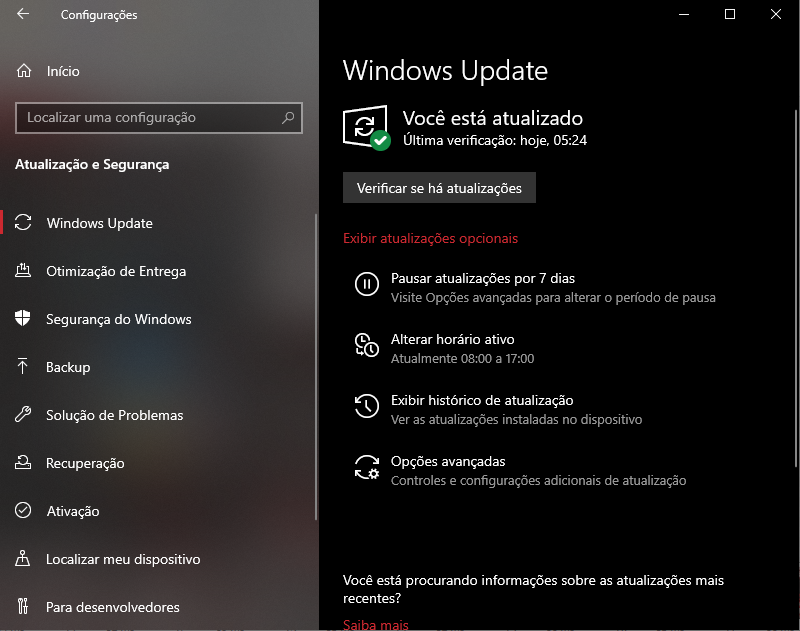 Configurações
Início
Localizar uma configuração
Atualização e Segurança
Windows Update
Otimização de Entrega
Segurança do Windows
Backup
Solução de Problemas
Recuperação
Ativação
Localizar meu dispositivo
Para desenvolvedores
Windows Update
Você está atualizado
Última verificação: hoje, 05:24
Verificar se há atualizações
Exibir atualizações opcionais
Pausar atualizações por 7 dias
Visite Opções avançadas para alterar o período de pausa
Alterar horário ativo
Atualmente 08:00 a 17:00
Exibir histórico de atualização
Ver as atualizações instaladas no dispositivo
Opções avançadas
Controles e configurações adicionais de atualização
Você está procurando informações sobre as atualizações mais
recentes?
Saiba mais